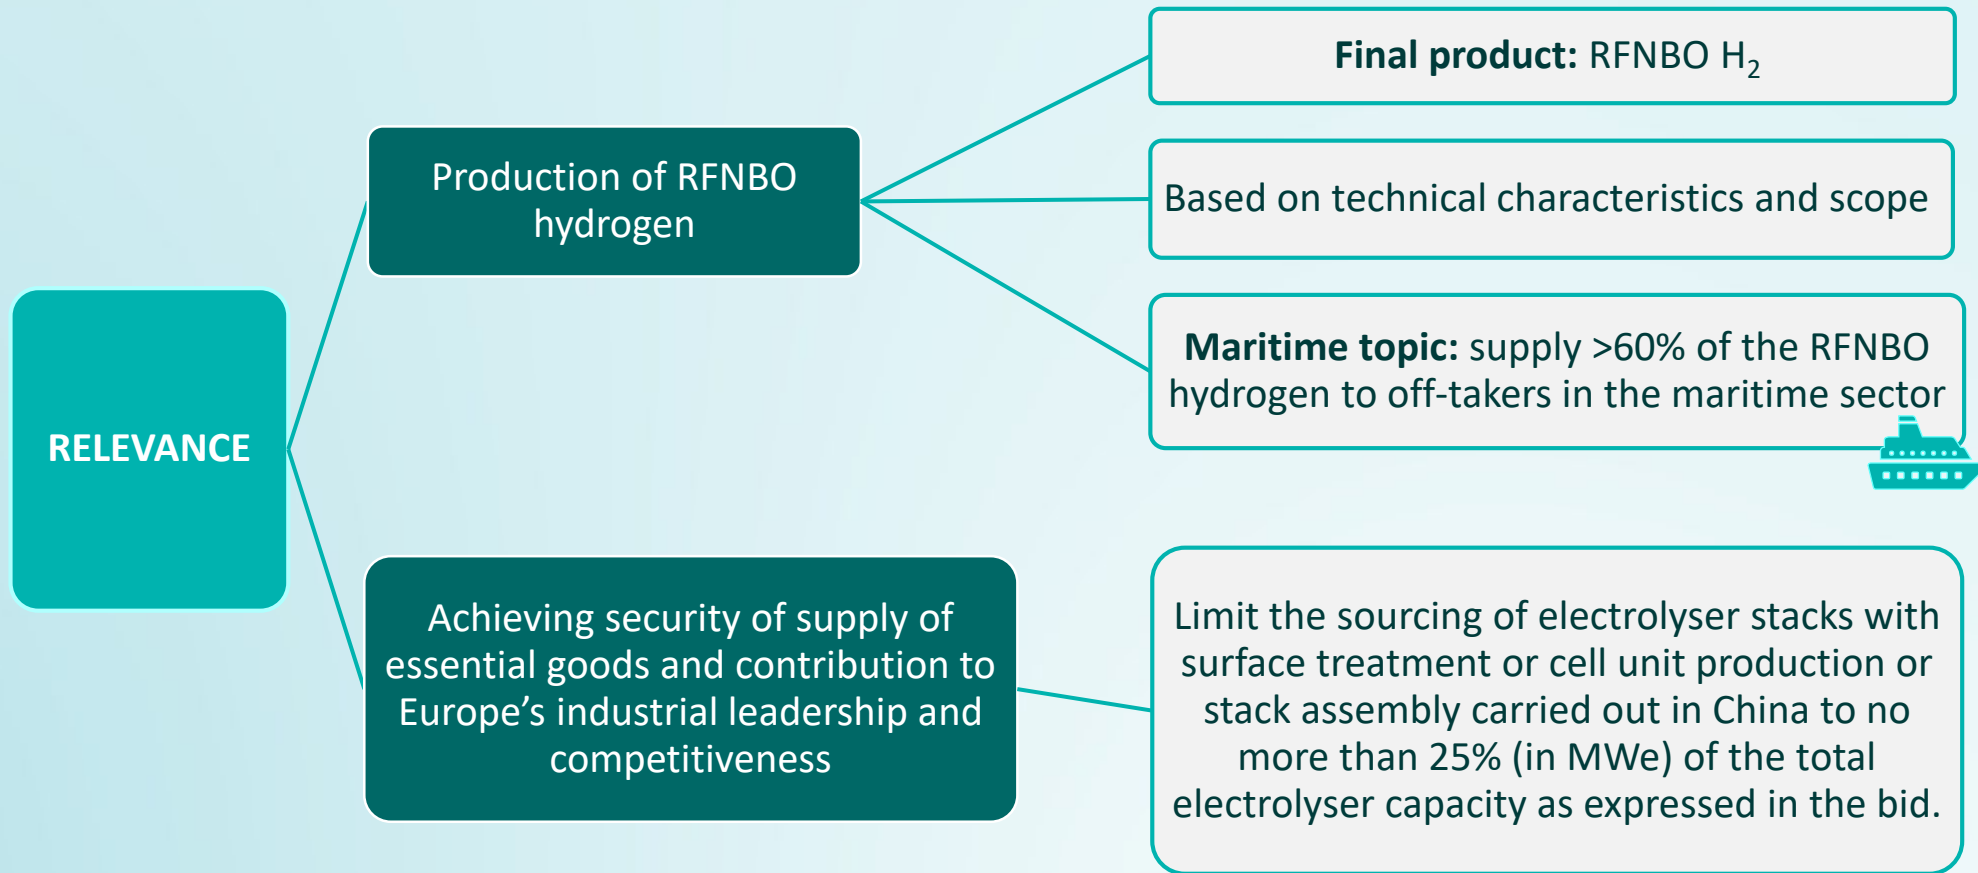 RELEVANCE
Production of RFNBO
hydrogen
Final product: RFNBO H₂
Based on technical characteristics and scope
Maritime topic: supply >60% of the RFNBO
hydrogen to off-takers in the maritime sector
Achieving security of supply of
essential goods and contribution to
Europe’s industrial leadership and
competitiveness
Limit the sourcing of electrolyser stacks with
surface treatment or cell unit production or
stack assembly carried out in China to no
more than 25% (in MWe) of the total
electrolyser capacity as expressed in the bid.